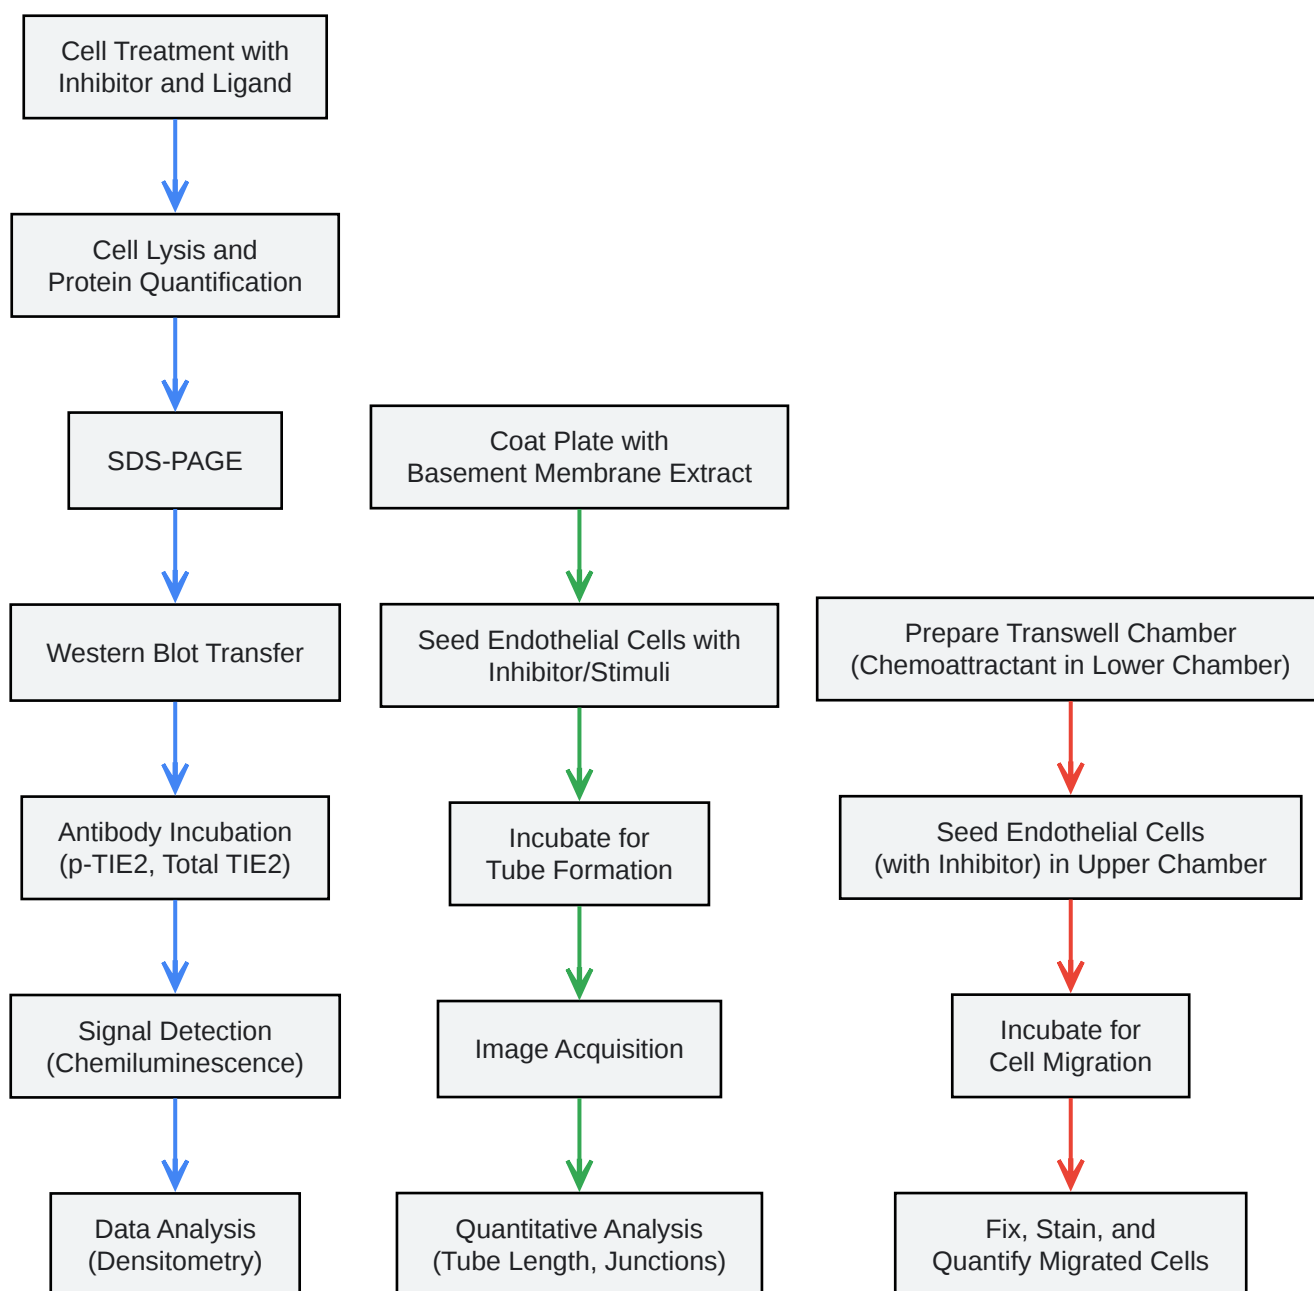 Cell Treatment with
Inhibitor and Ligand
Cell Lysis and
Protein Quantification
SDS-PAGE
Western Blot Transfer
Antibody Incubation
(p-TIE2, Total TIE2)
Signal Detection
(Chemiluminescence)
Data Analysis
(Densitometry)
Coat Plate with
Basement Membrane Extract
Seed Endothelial Cells with
Inhibitor/Stimuli
Incubate for
Tube Formation
Image Acquisition
Quantitative Analysis
(Tube Length, Junctions)
Prepare Transwell Chamber
(Chemoattractant in Lower Chamber)
Seed Endothelial Cells
(with Inhibitor) in Upper Chamber
Incubate for
Cell Migration
Fix, Stain, and
Quantify Migrated Cells